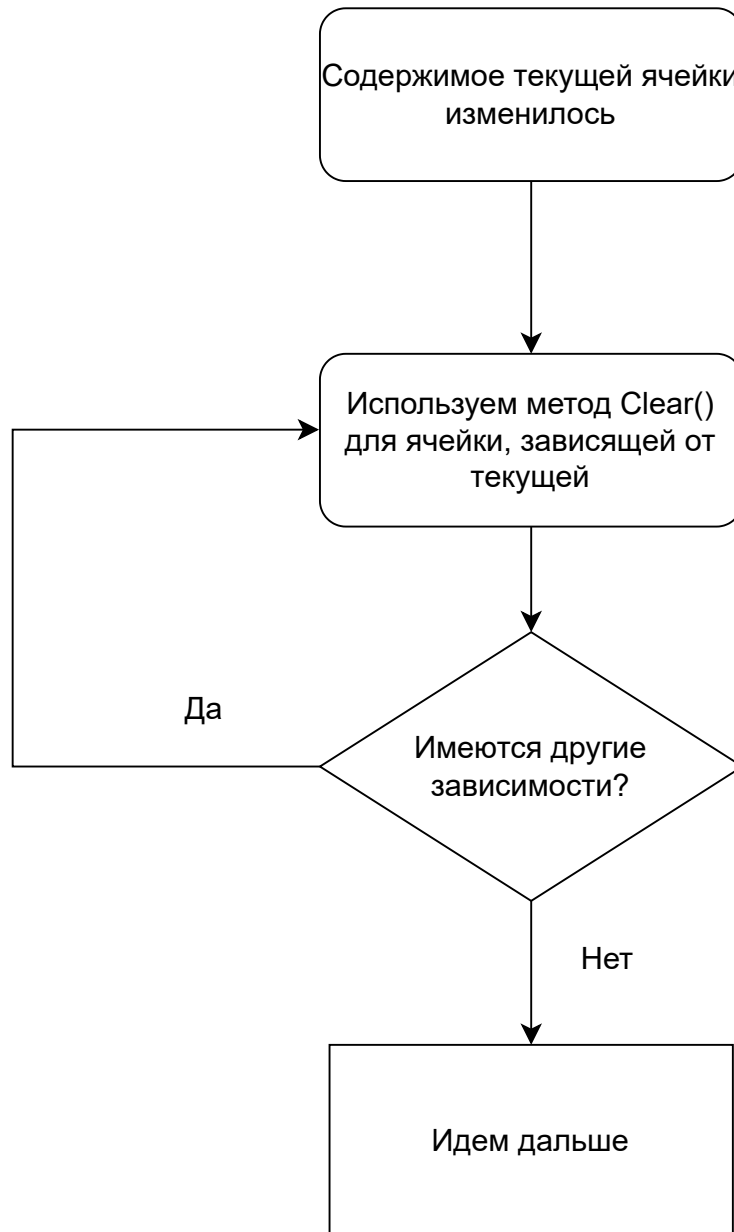 Содержимое текущей ячейки
изменилось
Используем метод Clear()
для ячейки, зависящей от
текущей
Да
Имеются другие
зависимости?
Нет
Идем дальше